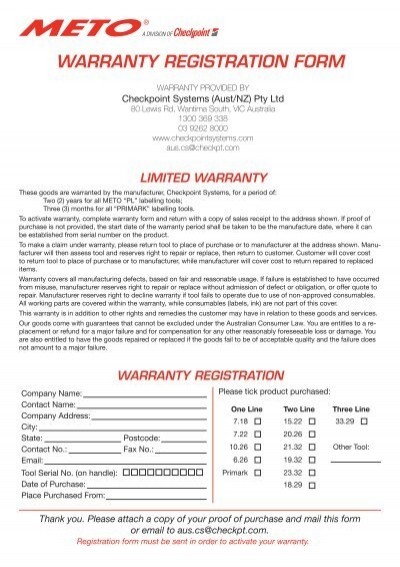 METO® A DIVISION OF Checkpoint
WARRANTY REGISTRATION FORM
WARRANTY PROVIDED BY
Checkpoint Systems (Aust/NZ) Pty Ltd
80 Lewis Rd, Wantirna South, VIC Australia
1300 369 338
03 9262 8000
www.checkpointsystems.com
aus.cs@checkpt.com
LIMITED WARRANTY
These goods are warranted by the manufacturer, Checkpoint Systems, for a period of:
Two (2) years for all METO "PL" labelling tools;
Three (3) months for all "PRIMARK" labelling tools.
To activate warranty, complete warranty form and return with a copy of sales receipt to the address shown. If proof of
purchase is not provided, the start date of the warranty period shall be taken to be the manufacture date, where it can
be established from serial number on the product.
To make a claim under warranty, please return tool to place of purchase or to manufacturer at the address shown. Manu-
facturer will then assess tool and reserves right to repair or replace, then return to customer. Customer will cover cost
to return tool to place of purchase or to manufacturer, while manufacturer will cover cost to return repaired to replaced
items.
Warranty covers all manufacturing defects, based on fair and reasonable usage. If failure is established to have occurred
from misuse, manufacturer reserves right to repair or replace without admission of defect or obligation, or offer quote to
repair. Manufacturer reserves right to decline warranty if tool fails to operate due to use of non-approved consumables.
All working parts are covered within the warranty, while consumables (labels, ink) are not part of this cover.
This warranty is in addition to other rights and remedies the customer may have in relation to these goods and services.
Our goods come with guarantees that cannot be excluded under the Australian Consumer Law. You are entitles to a re-
placement or refund for a major failure and for compensation for any other reasonably foreseeable loss or damage. You
are also entitled to have the goods repaired or replaced if the goods fail to be of acceptable quality and the failure does
not amount to a major failure.
WARRANTY REGISTRATION
Company Name:
Contact Name:
Company Address:
City:
State: Postcode:
Contact No.: Fax No.:
Email:
Tool Serial No. (on handle):
Date of Purchase:
Place Purchased From:
Please tick product purchased:
One Line Two Line Three Line
7.18 15.22 33.29
7.22 20.26
10.26 21.32 Other Tool:
6.26 19.32
Primark 23.32
18.29
Thank you. Please attach a copy of your proof of purchase and mail this form
or email to aus.cs@checkpt.com.
Registration form must be sent in order to activate your warranty.